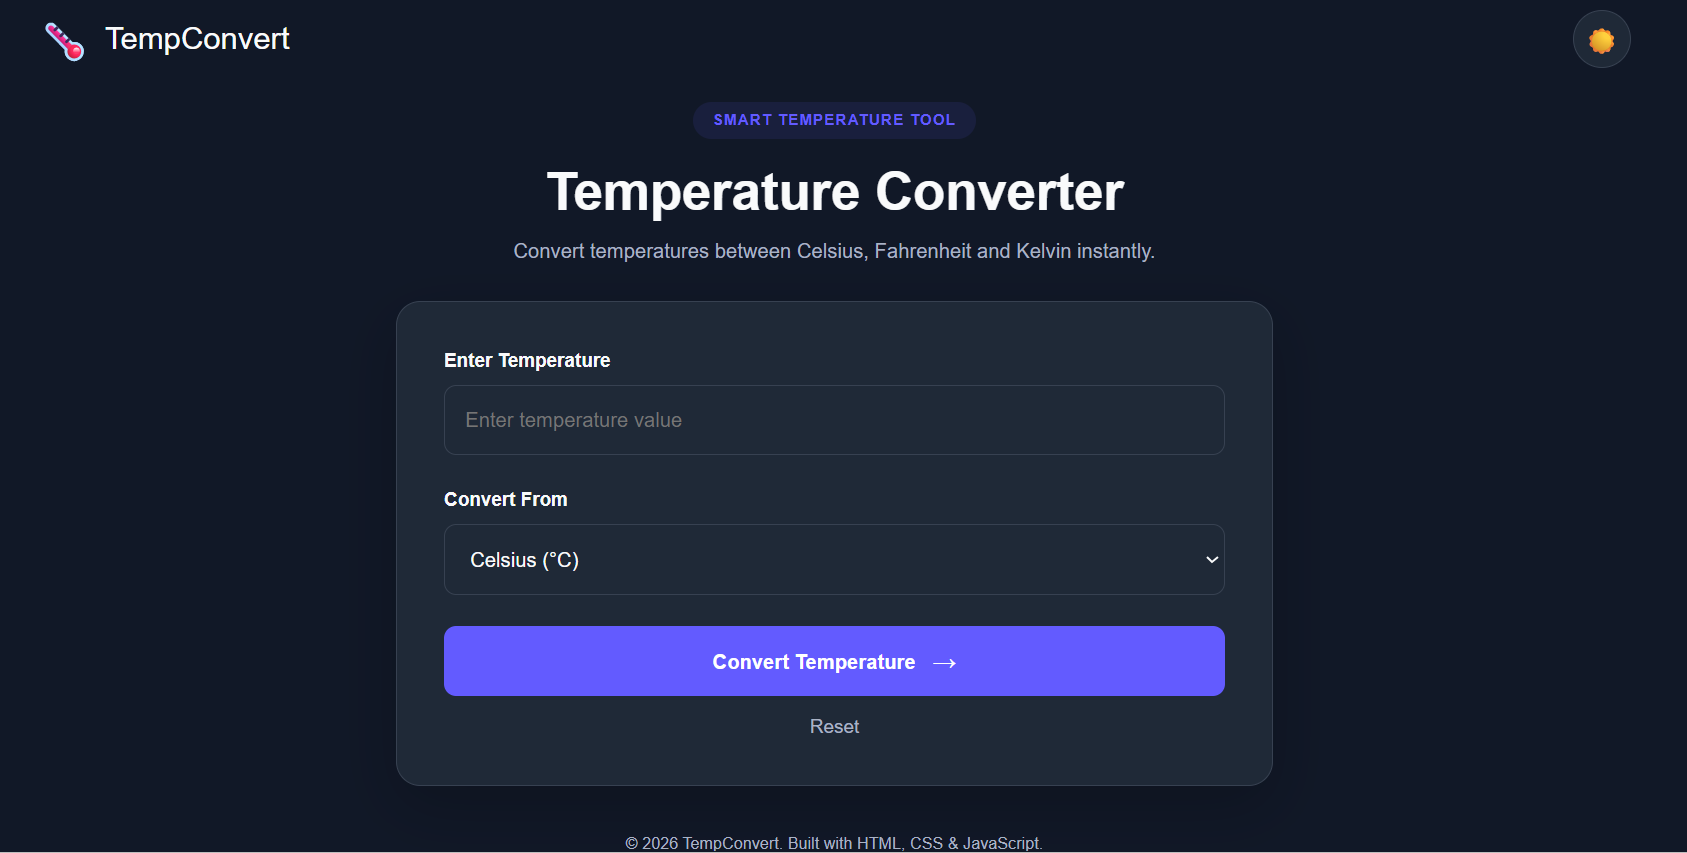 TempConvert
SMART TEMPERATURE TOOL
Temperature Converter
Convert temperatures between Celsius, Fahrenheit and Kelvin instantly.
Enter Temperature
Enter temperature value
Convert From
Celsius (°C)
Convert Temperature →
Reset
© 2026 TempConvert. Built with HTML, CSS & JavaScript.